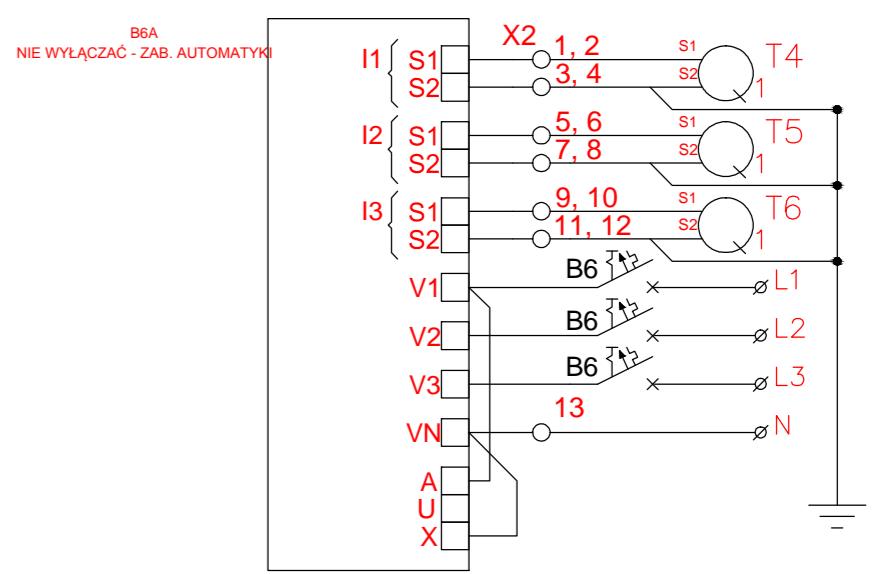 B6A
NIE WYŁĄCZAĆ - ZAB. AUTOMATYKI
I1 S1 X2 1, 2 S1 T4
S2 3, 4 S2 1
I2 S1 5, 6 S1 T5
S2 7, 8 S2 1
I3 S1 9, 10 S1 T6
S2 11, 12 S2 1
V1 B6 L1
V2 B6 L2
V3 B6 L3
VN 13 N
A
U
X